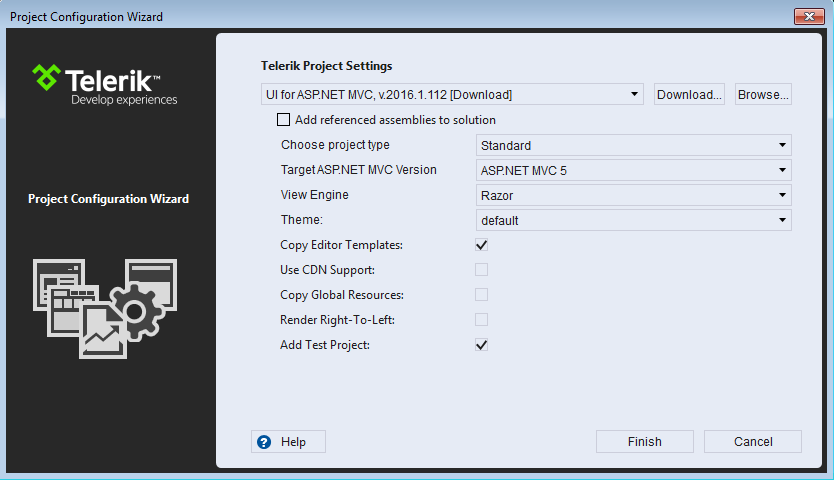 Project Configuration Wizard
Telerik™
Develop experiences
Project Configuration Wizard
Telerik Project Settings
UI for ASP.NET MVC, v.2016.1.112 [Download] Download... Browse...
Add referenced assemblies to solution
Choose project type Standard
Target ASP.NET MVC Version ASP.NET MVC 5
View Engine Razor
Theme: default
Copy Editor Templates:
Use CDN Support:
Copy Global Resources:
Render Right-To-Left:
Add Test Project:
? Help Finish Cancel